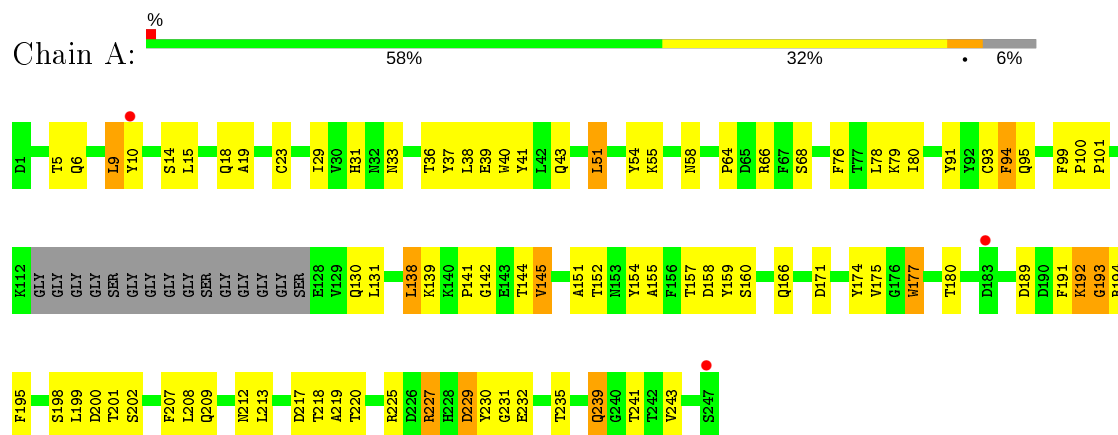 %
Chain A:
58% 32% • 6%
D1 T5 Q6 L9 Y10 S14 L15 Q18 A19 C23 I29 V30 H31 N32 N33 T36 Y37 L38 E39 W40 Y41 L42 Q43 L51 Y54 K55 N58 P64 D65 R66 F67 S68 F76 T77 L78 K79 I80 Y91 Y92 C93 F94 Q95 F99 P100 P101
K112 GLY GLY GLY GLY SER GLY GLY GLY GLY SER GLY GLY GLY GLY SER E128 V129 Q130 L131 L138 K139 K140 P141 G142 E143 T144 V145 A151 T152 N153 Y154 A155 F156 T157 D158 Y159 S160 Q166 D171 Y174 V175 G176 W177 T180 D183 D189 D190 F191 K192 G193 R194
F195 S198 L199 D200 T201 S202 F207 L208 Q209 N212 L213 D217 T218 A219 T220 R225 D226 R227 H228 D229 Y230 G231 E232 T235 Q239 G240 T241 T242 V243 S247